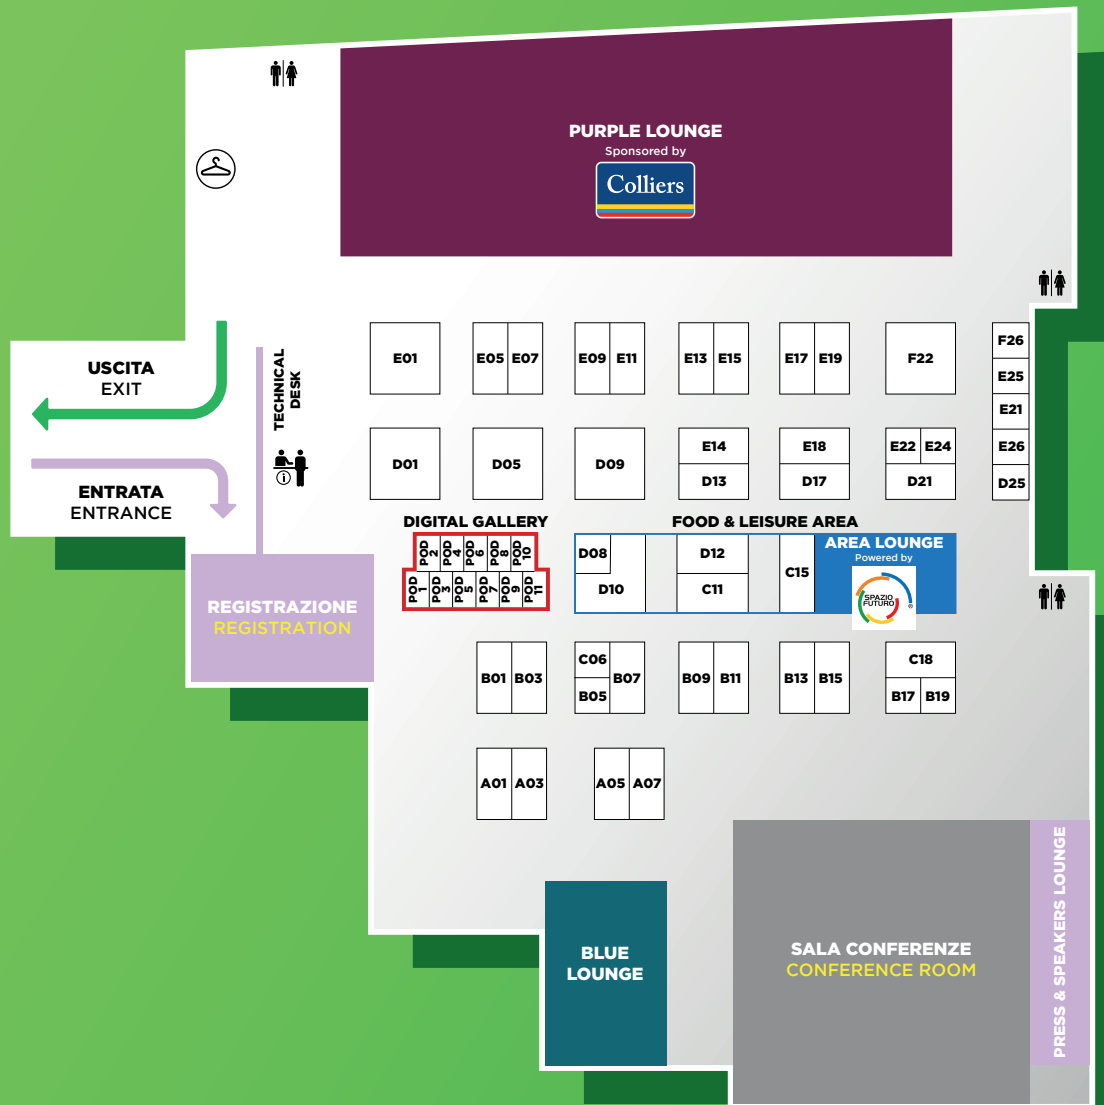 PURPLE LOUNGE
Sponsored by
Colliers
USCITA
EXIT
TECHNICAL
DESK
ENTRATA
ENTRANCE
i
REGISTRAZIONE
REGISTRATION
E01
E05 E07
E09 E11
E13 E15
E17 E19
F22
F26
E25
E21
E26
D25
D01
D05
D09
E14
D13
E18
D17
E22 E24
D21
DIGITAL GALLERY
POD 2
POD 4
POD 6
POD 8
POD 10
POD 1
POD 3
POD 5
POD 7
POD 9
POD 11
FOOD & LEISURE AREA
D08
D10
D12
C11
C15
AREA LOUNGE
Powered by
SPAZIO
FUTURO
®
B01 B03
C06
B05
B07
B09 B11
B13 B15
C18
B17 B19
A01 A03
A05 A07
BLUE
LOUNGE
SALA CONFERENZE
CONFERENCE ROOM
PRESS & SPEAKERS LOUNGE